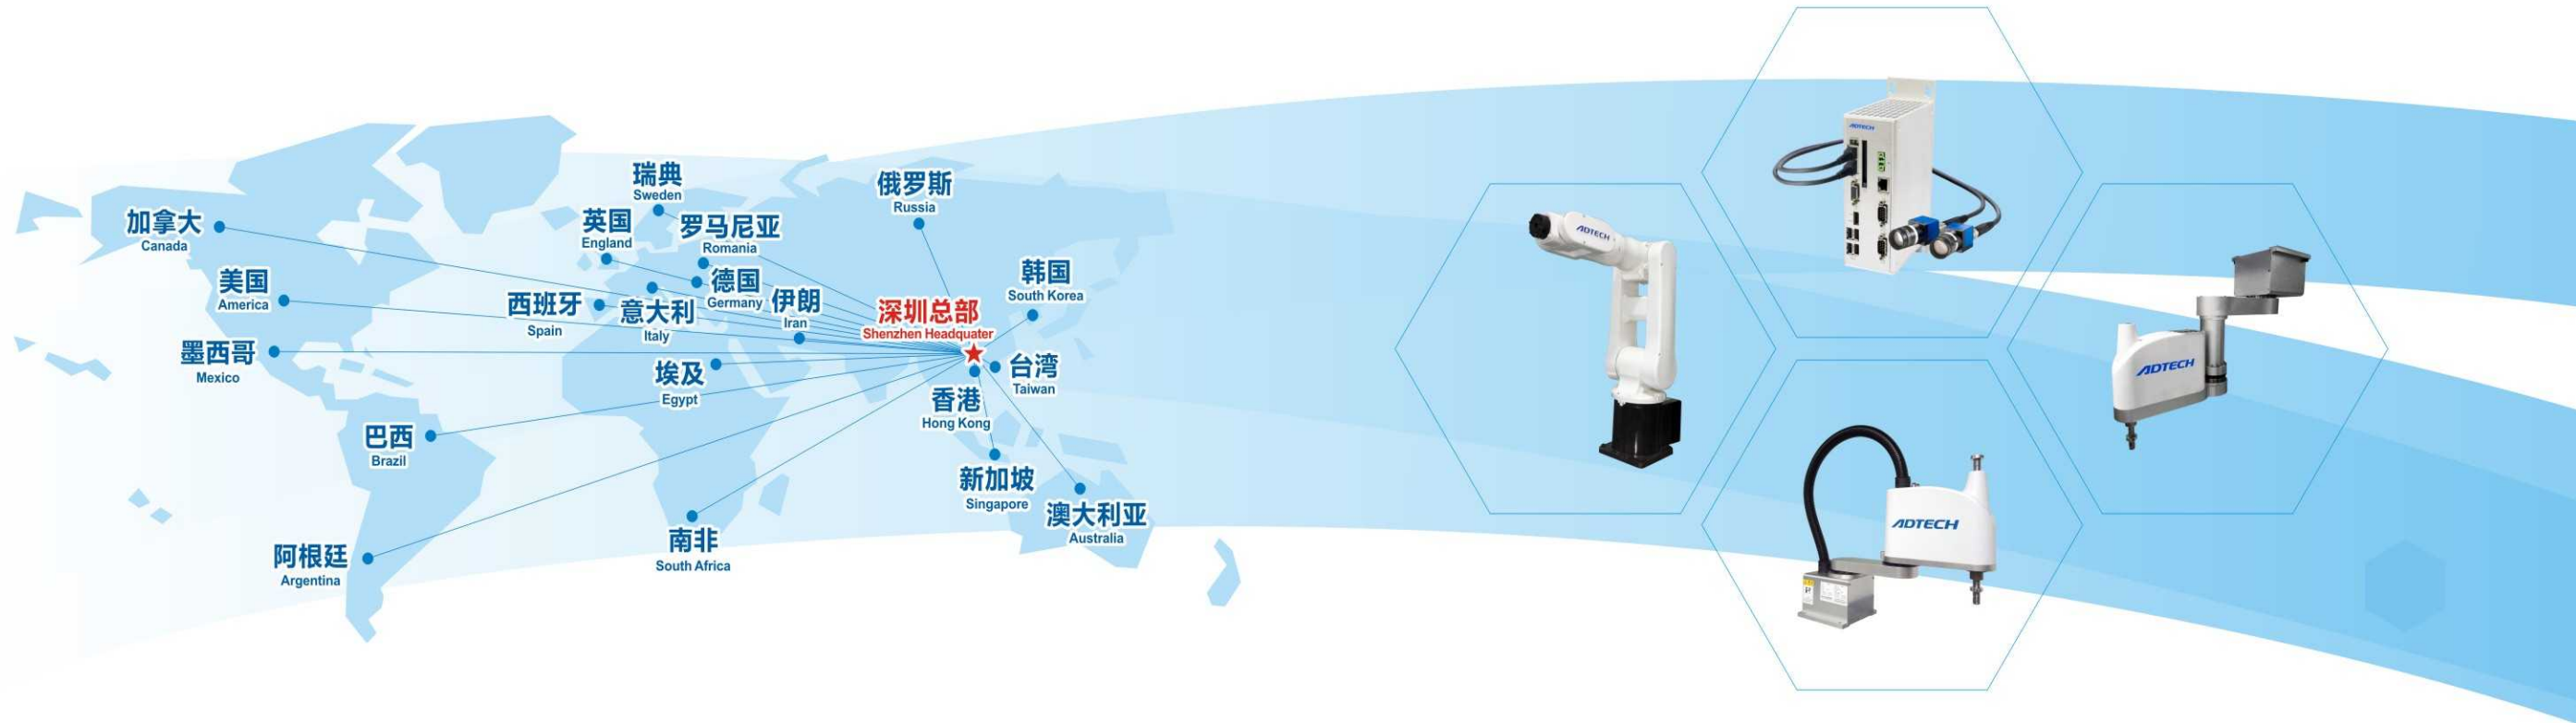 加拿大
Canada
美国
America
墨西哥
Mexico
巴西
Brazil
阿根廷
Argentina
瑞典
Sweden
英国
England
罗马尼亚
Romania
德国
Germany
西班牙
Spain
意大利
Italy
伊朗
Iran
埃及
Egypt
南非
South Africa
俄罗斯
Russia
韩国
South Korea
深圳总部
Shenzhen Headquater
台湾
Taiwan
香港
Hong Kong
新加坡
Singapore
澳大利亚
Australia
ADTECH
ADTECH
ADTECH
ADTECH